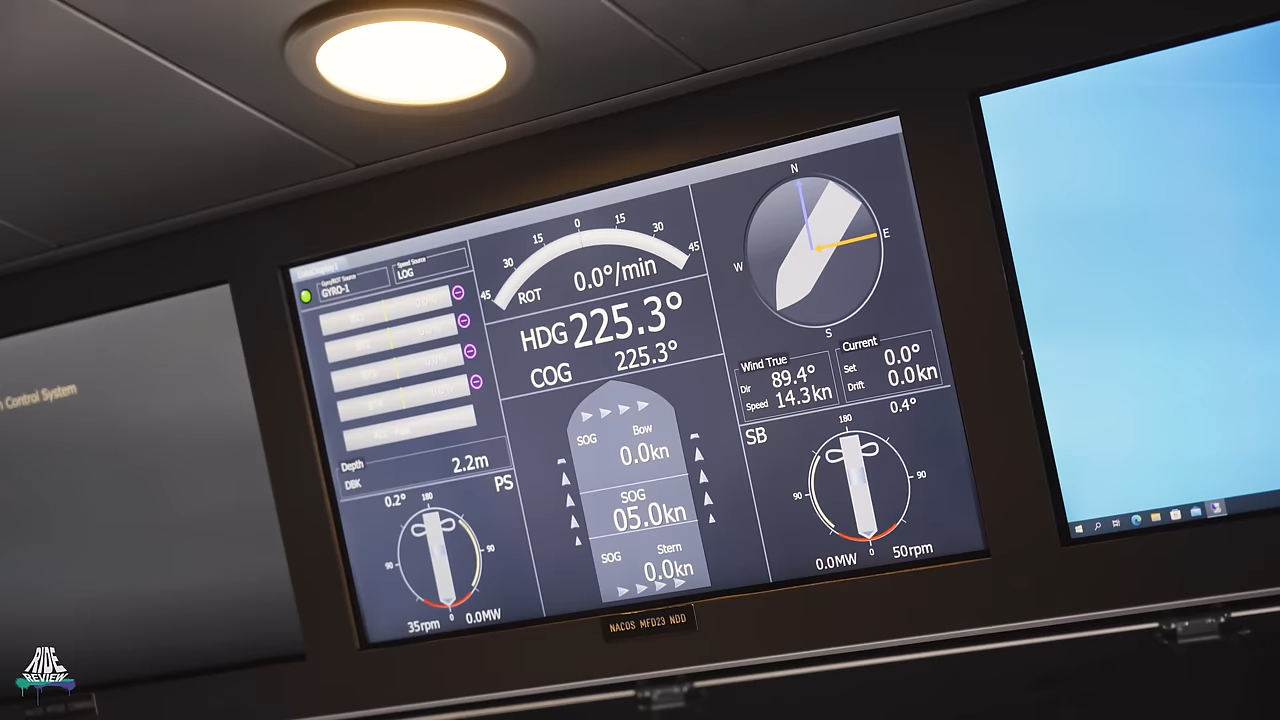 Control System
Gyro/ROT Source
GYRO-1
Speed Source
LOG
Depth
DBK
2.2m
PS
0.2°
180
90
90
0
35rpm
0.0MW
45
30
15
0
15
30
45
ROT
0.0°/min
HDG 225.3°
COG 225.3°
SOG
Bow
0.0kn
SOG
05.0kn
SOG
Stern
0.0kn
N
E
S
W
Wind True
Dir 89.4°
Speed 14.3kn
Current
Set 0.0°
Drift 0.0kn
SB
0.4°
180
90
90
0
0.0MW
50rpm
NACOS MFD23 NDD
RIDE
REVIEW